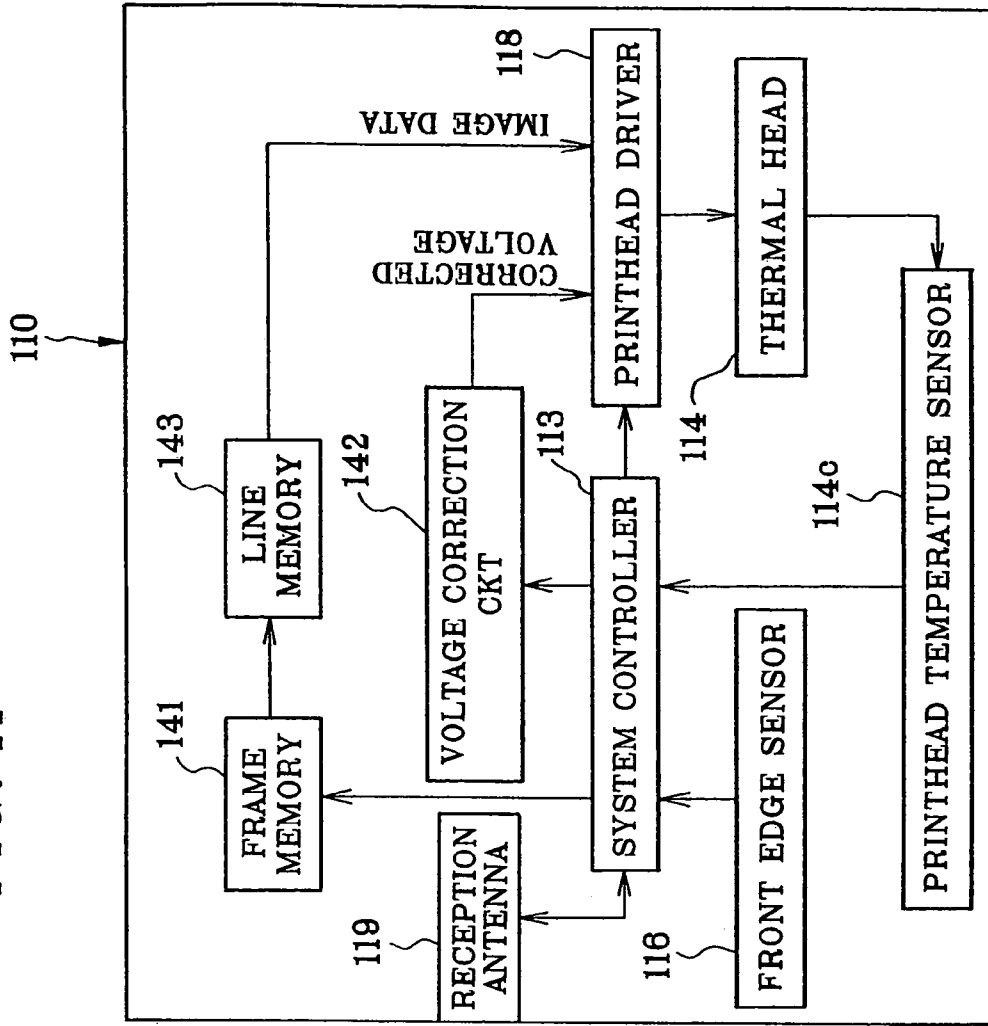 110
141
FRAME
MEMORY
143
LINE
MEMORY
119
RECEPTION
ANTENNA
142
VOLTAGE CORRECTION
CKT
CORRECTED
VOLTAGE
IMAGE DATA
113
SYSTEM CONTROLLER
118
PRINTHEAD DRIVER
116
FRONT EDGE SENSOR
114
THERMAL HEAD
114c
PRINTHEAD TEMPERATURE SENSOR